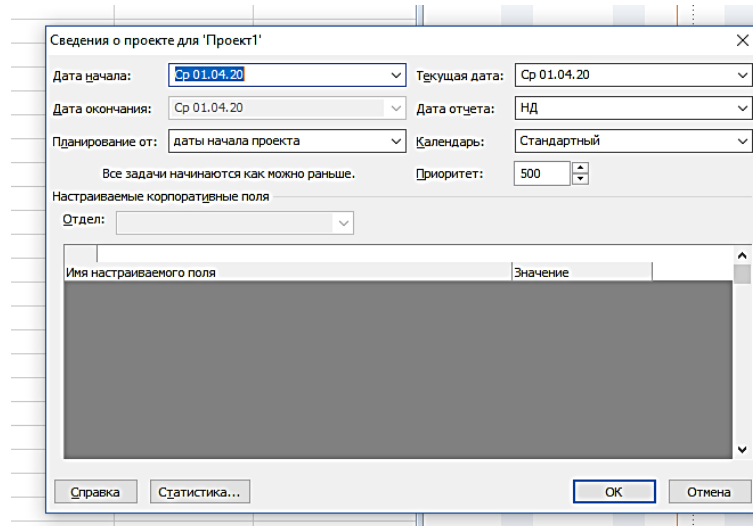 Сведения о проекте для 'Проект1'
Дата начала: Ср 01.04.20 Текущая дата: Ср 01.04.20
Дата окончания: Ср 01.04.20 Дата отчета: НД
Планирование от: даты начала проекта Календарь: Стандартный
Все задачи начинаются как можно раньше. Приоритет: 500
Настраиваемые корпоративные поля
Отдел:
Имя настраиваемого поля Значение
Справка Статистика... ОК Отмена